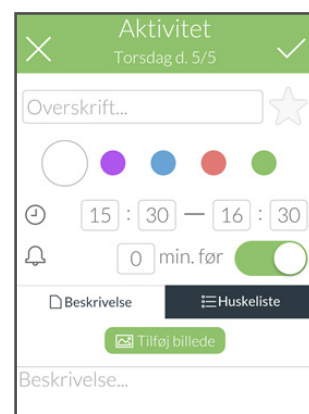 Aktivitet
Torsdag d. 5/5
Overskrift...
15 : 30 — 16 : 30
0 min. før
Beskrivelse Huskeliste
Tilføj billede
Beskrivelse...